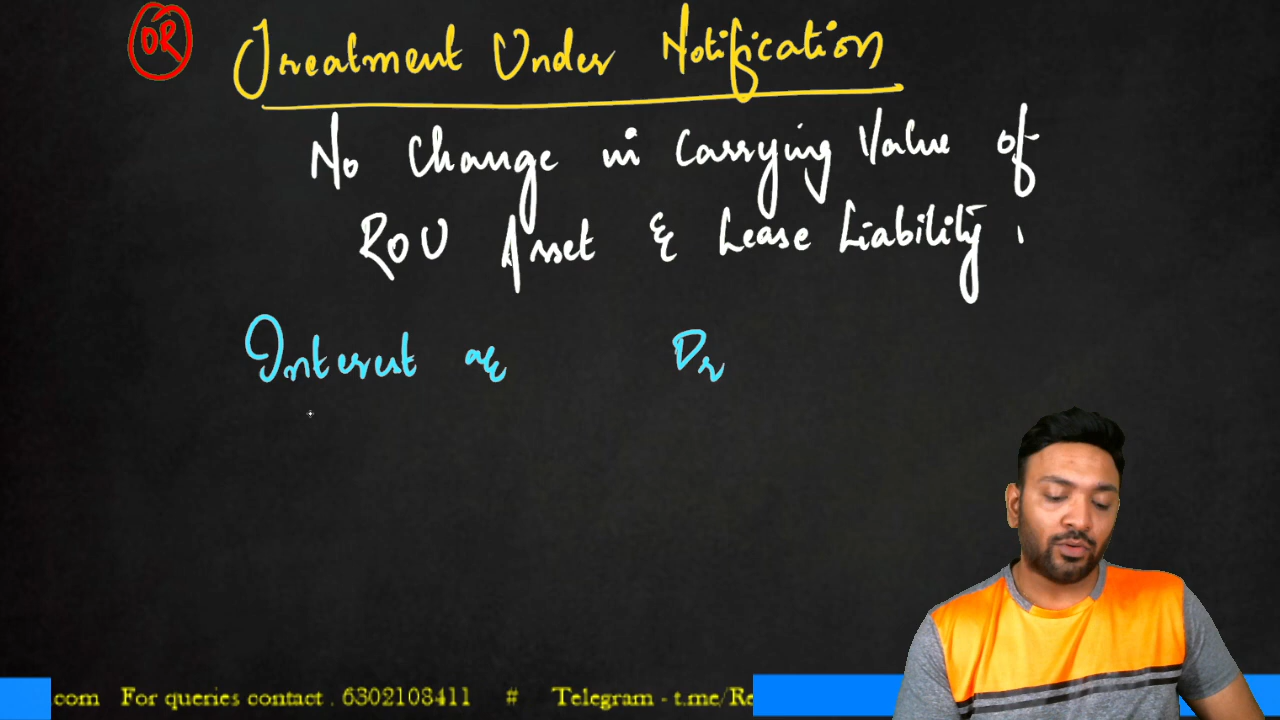 OR
Treatment Under Notification
No Change in Carrying Value of
ROU Asset & Lease Liability.
Interest a/c Dr
.com For queries contact . 6302108411 # Telegram - t.me/Re